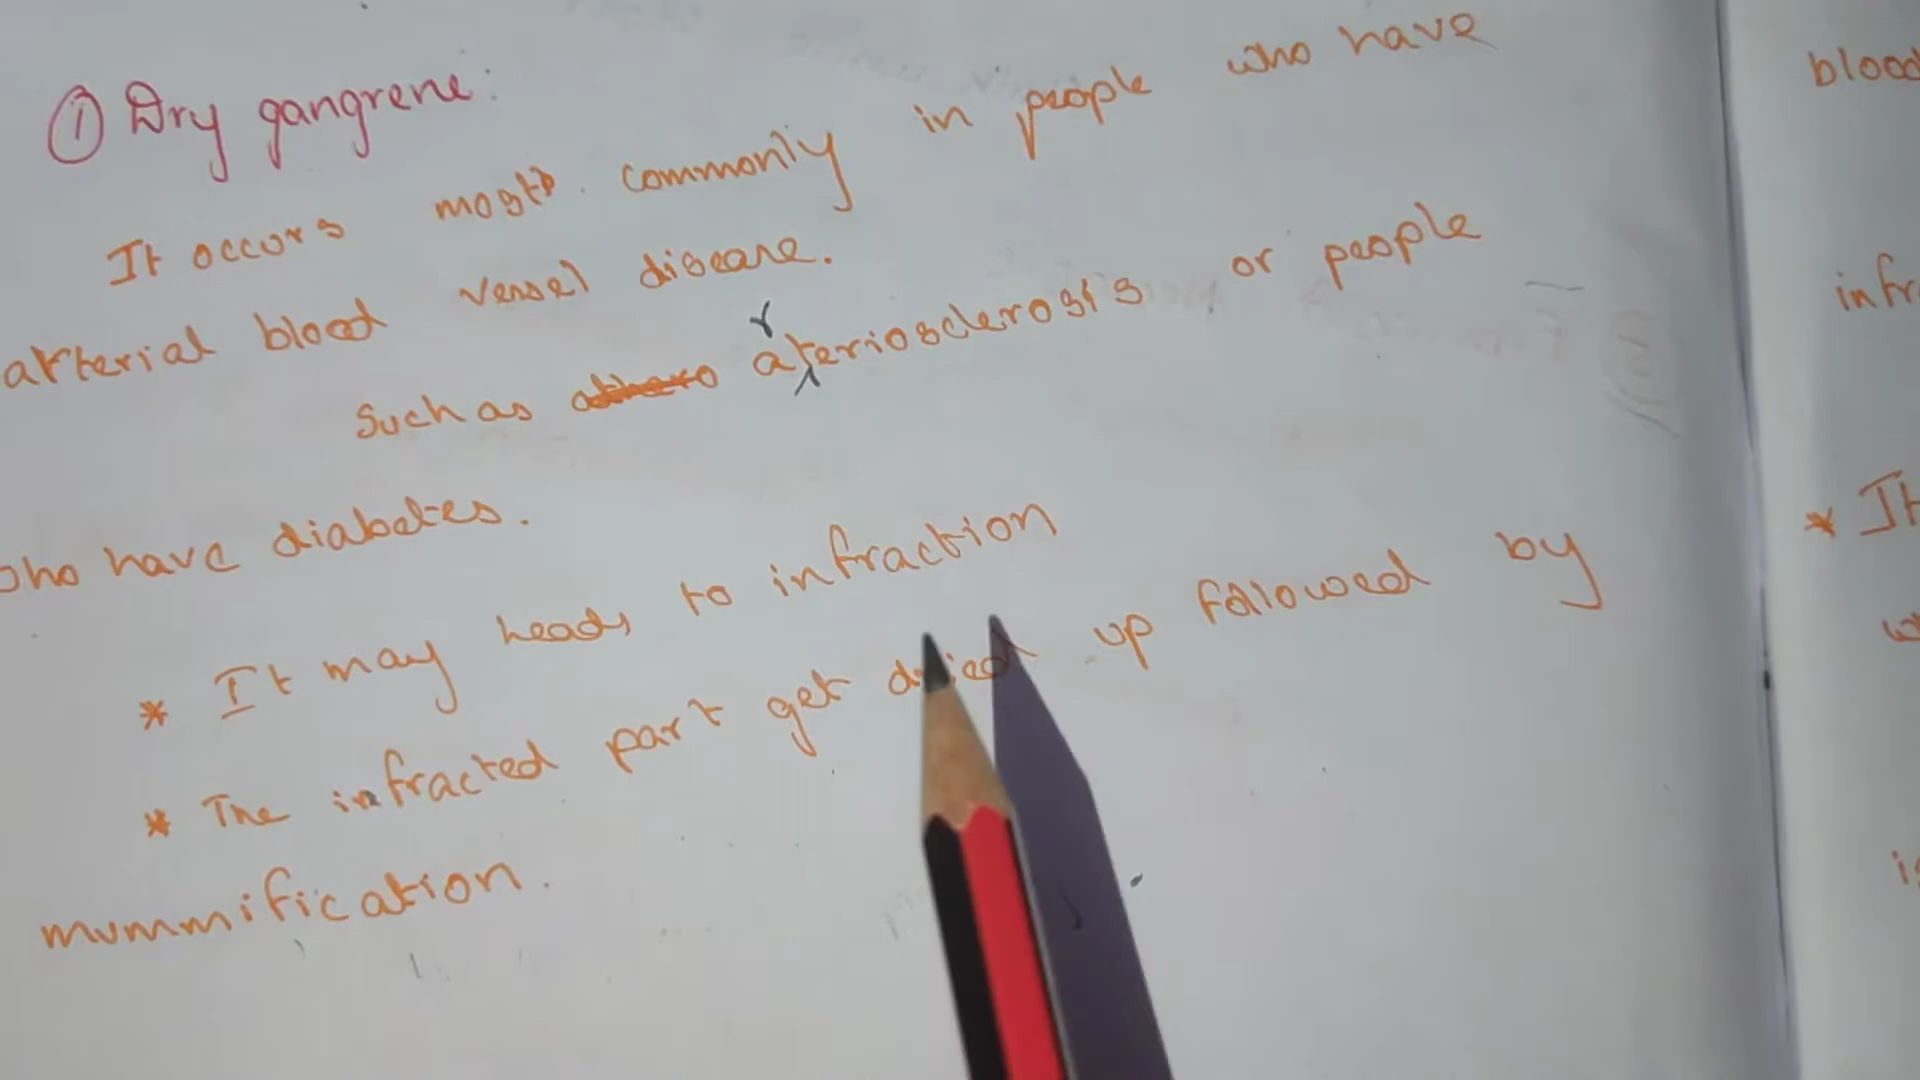 ① Dry gangrene:
It occurs most commonly in people who have
arterial blood vessel disease.
Such as arteriosclerosis or people
who have diabetes.
* It may leads to infraction
* The infracted part get dried up followed by
mummification.
blood
infr
* It
w
is